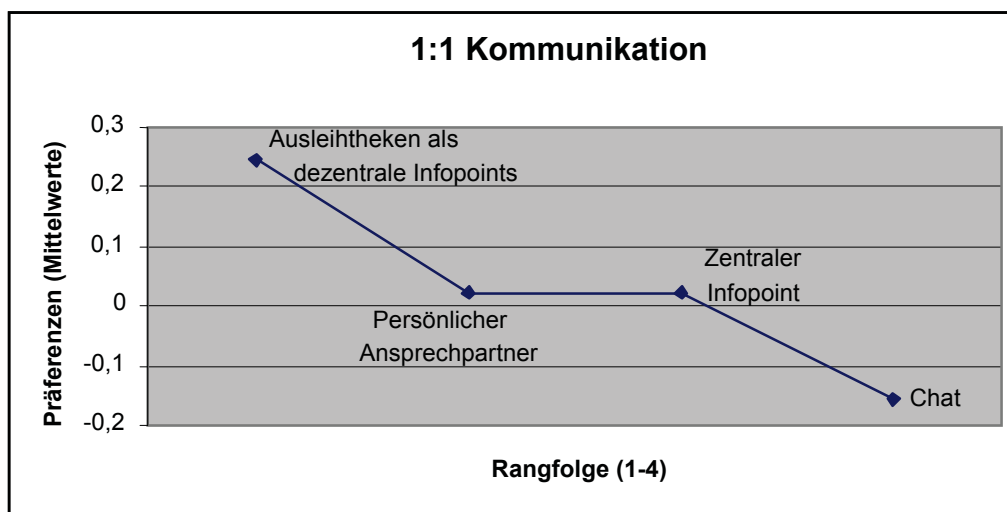 1:1 Kommunikation
Präferenzen (Mittelwerte)
0,3
0,2
0,1
0
-0,1
-0,2
Ausleihtheken als
dezentrale Infopoints
Persönlicher
Ansprechpartner
Zentraler
Infopoint
Chat
Rangfolge (1-4)